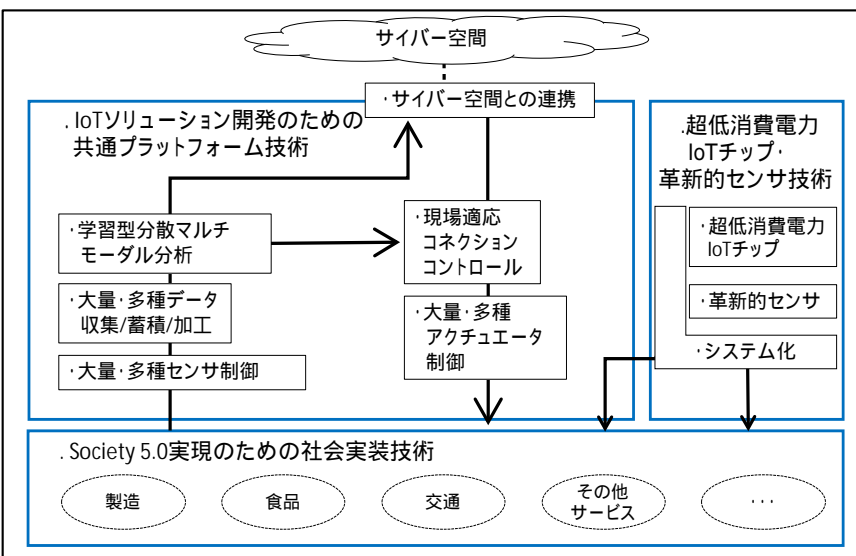 サイバー空間
·サイバー空間との連携
. IoTソリューション開発のための
共通プラットフォーム技術
·学習型分散マルチ
モーダル分析
·大量·多種データ
収集/蓄積/加工
·大量·多種センサ制御
·現場適応
コネクション
コントロール
·大量·多種
アクチュエータ
制御
.超低消費電力
IoTチップ·
革新的センサ技術
·超低消費電力
IoTチップ
·革新的センサ
·システム化
. Society 5.0実現のための社会実装技術
製造
食品
交通
その他
サービス
· · ·